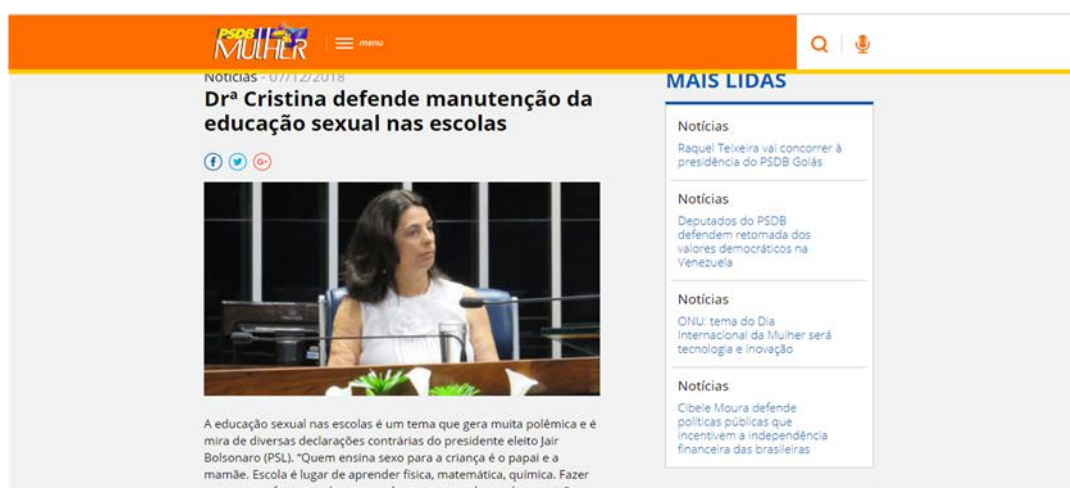 PSDB
MULHER
menu
Notícias - 07/12/2018
Drª Cristina defende manutenção da
educação sexual nas escolas
A educação sexual nas escolas é um tema que gera muita polêmica e é
mira de diversas declarações contrárias do presidente eleito Jair
Bolsonaro (PSL). “Quem ensina sexo para a criança é o papai e a
mamãe. Escola é lugar de aprender física, matemática, química. Fazer
MAIS LIDAS
Notícias
Raquel Teixeira vai concorrer à
presidência do PSDB Goiás
Notícias
Deputados do PSDB
defendem retomada dos
valores democráticos na
Venezuela
Notícias
ONU: tema do Dia
Internacional da Mulher será
tecnologia e inovação
Notícias
Cibele Moura defende
políticas públicas que
incentivem a independência
financeira das brasileiras